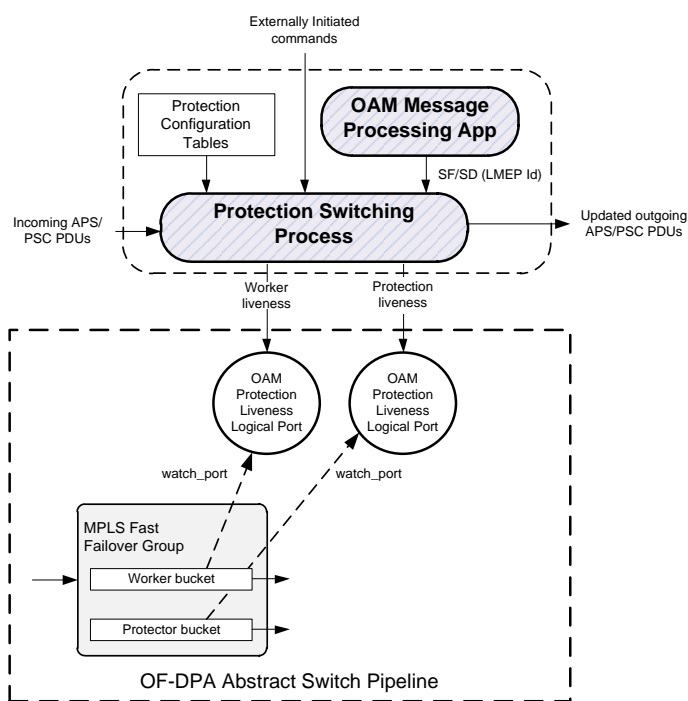 Externally Initiated
commands
Protection
Configuration
Tables
OAM Message
Processing App
SF/SD (LMEP Id)
Incoming APS/
PSC PDUs
Protection Switching
Process
Updated outgoing
APS/PSC PDUs
Worker
liveness
Protection
liveness
OAM
Protection
Liveness
Logical Port
OAM
Protection
Liveness
Logical Port
watch_port
watch_port
MPLS Fast
Failover Group
Worker bucket
Protector bucket
OF-DPA Abstract Switch Pipeline